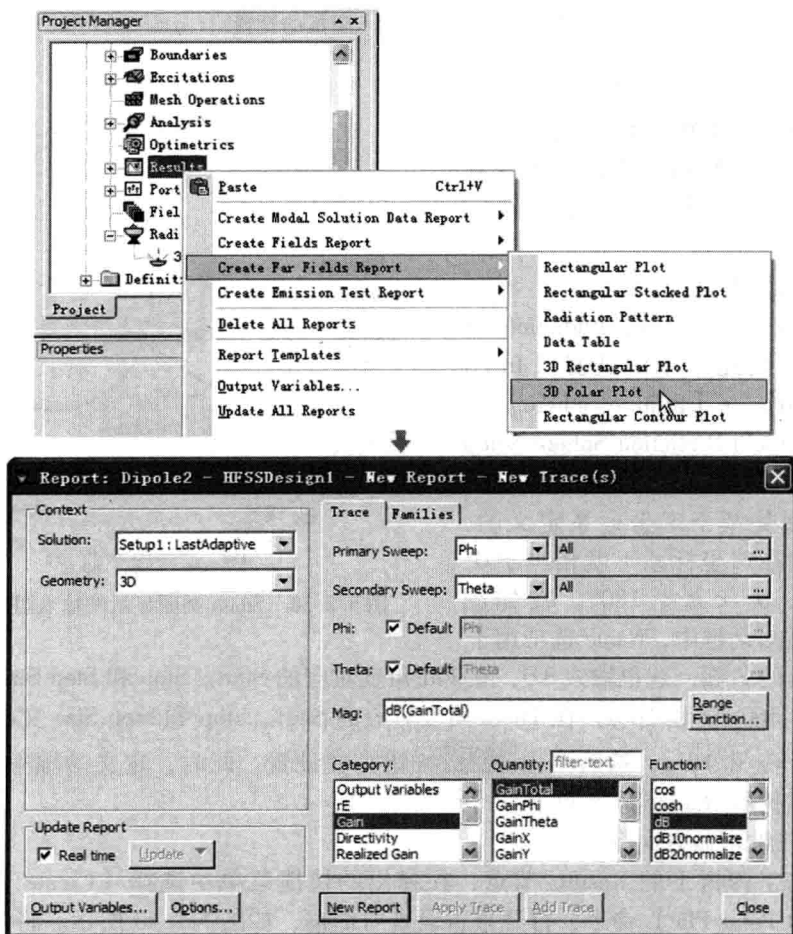 Project Manager
Boundaries
Excitations
Mesh Operations
Analysis
Optimetrics
Results
Port
Fiel
Radi
3
Definiti
Project
Properties
Paste Ctrl+V
Create Modal Solution Data Report
Create Fields Report
Create Far Fields Report
Create Emission Test Report
Delete All Reports
Report Templates
Output Variables...
Update All Reports
Rectangular Plot
Rectangular Stacked Plot
Radiation Pattern
Data Table
3D Rectangular Plot
3D Polar Plot
Rectangular Contour Plot
Report: Dipole2 - HFSSDesign1 - New Report - New Trace(s)
Context
Solution: Setup1 : LastAdaptive
Geometry: 3D
Update Report
Real time Update
Output Variables... Options...
Trace Families
Primary Sweep: Phi All ...
Secondary Sweep: Theta All ...
Phi: Default Phi ...
Theta: Default Theta ...
Mag: dB(GainTotal) Range Function...
Category: Quantity: filter-text Function:
Output Variables GainTotal cos
rE GainPhi cosh
Gain GainTheta dB
Directivity GainX dB10normalize
Realized Gain GainY dB20normalize
New Report Apply Trace Add Trace Close